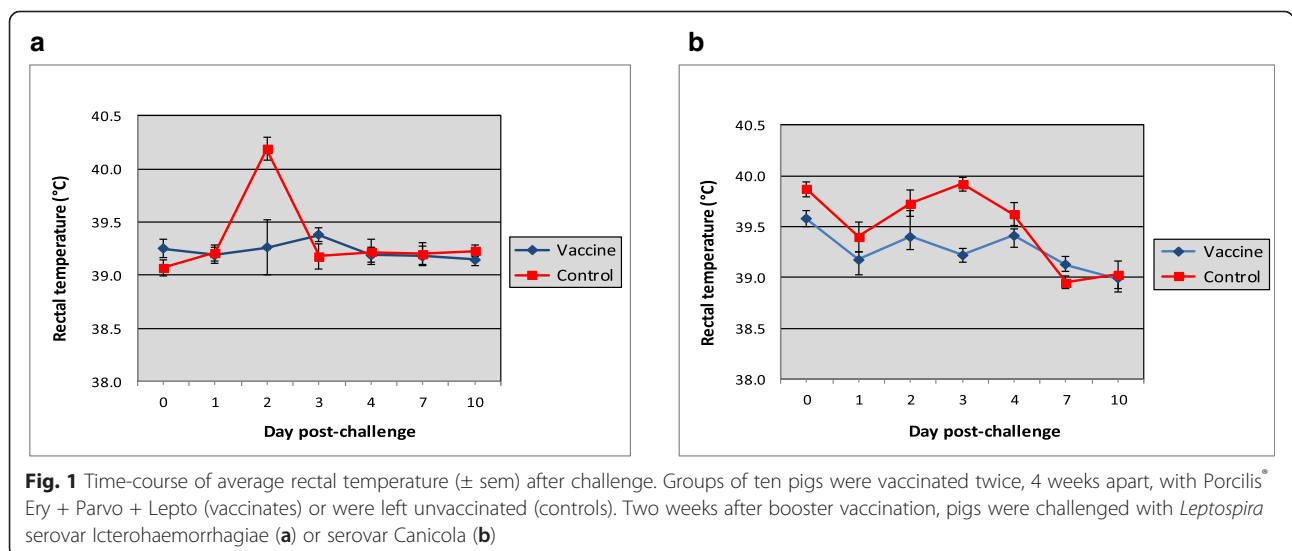 a
40.5
40.0
39.5
39.0
38.5
38.0
Rectal temperature (°C)
0 1 2 3 4 7 10
Day post-challenge
Vaccine
Control
b
40.5
40.0
39.5
39.0
38.5
38.0
Rectal temperature (°C)
0 1 2 3 4 7 10
Day post-challenge
Vaccine
Control
Fig. 1 Time-course of average rectal temperature (± sem) after challenge. Groups of ten pigs were vaccinated twice, 4 weeks apart, with Porcilis®
Ery + Parvo + Lepto (vaccinates) or were left unvaccinated (controls). Two weeks after booster vaccination, pigs were challenged with Leptospira
serovar Icterohaemorrhagiae (a) or serovar Canicola (b)